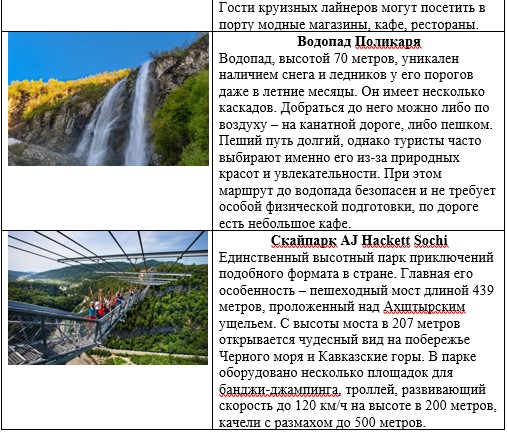 Гости круизных лайнеров могут посетить в
порту модные магазины, кафе, рестораны.
Водопад Поликаря
Водопад, высотой 70 метров, уникален
наличием снега и ледников у его порогов
даже в летние месяцы. Он имеет несколько
каскадов. Добраться до него можно либо по
воздуху – на канатной дороге, либо пешком.
Пеший путь долгий, однако туристы часто
выбирают именно его из-за природных
красот и увлекательности. При этом
маршрут до водопада безопасен и не требует
особой физической подготовки, по дороге
есть небольшое кафе.
Скайпарк AJ Hackett Sochi
Единственный высотный парк приключений
подобного формата в стране. Главная его
особенность – пешеходный мост длиной 439
метров, проложенный над Ахштырским
ущельем. С высоты моста в 207 метров
открывается чудесный вид на побережье
Черного моря и Кавказские горы. В парке
оборудовано несколько площадок для
банджи-джампинга, троллей, развивающий
скорость до 120 км/ч на высоте в 200 метров,
качели с размахом до 500 метров.